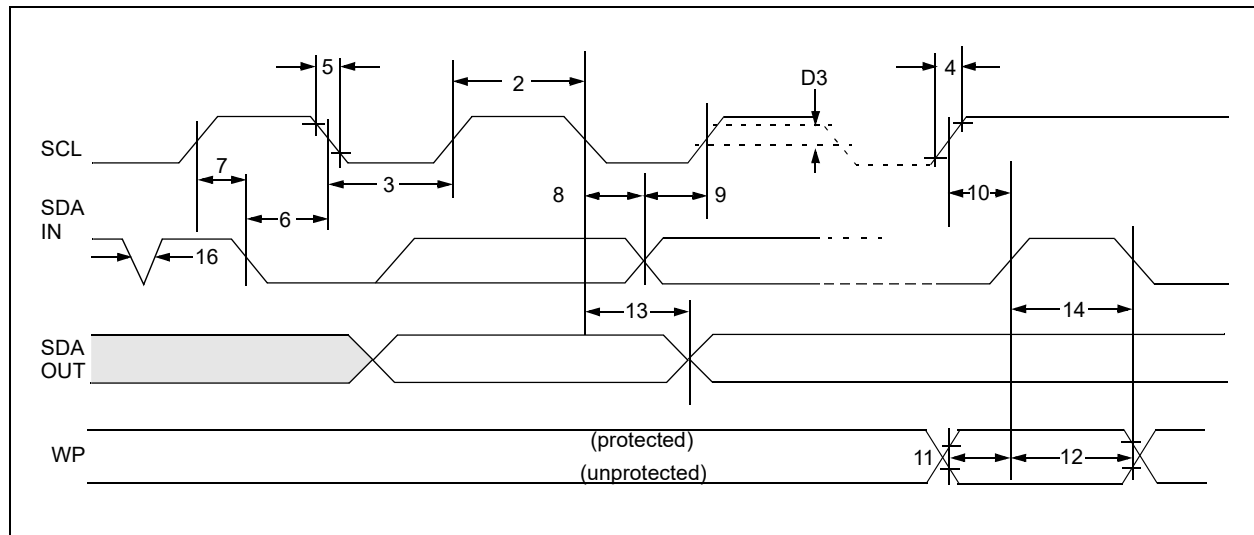 5
2
D3
4
SCL
7
3
8
9
10
SDA
IN
6
16
13
14
SDA
OUT
WP
(protected)
(unprotected)
11
12